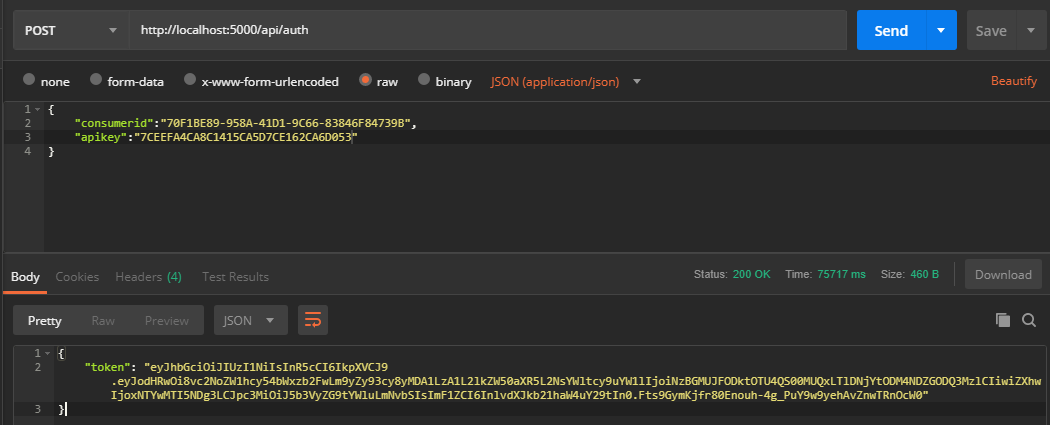 POST http://localhost:5000/api/auth Send Save
none form-data x-www-form-urlencoded raw binary JSON (application/json) Beautify
1 {
2 "consumerid":"70F1BE89-958A-41D1-9C66-83846F84739B",
3 "apikey":"7CEEFA4CA8C1415CA5D7CE162CA6D053"
4 }
Body Cookies Headers (4) Test Results Status: 200 OK Time: 75717 ms Size: 460 B Download
Pretty Raw Preview JSON
1 {
2 "token": "eyJhbGciOiJIUzI1NiIsInR5cCI6IkpXVCJ9
.eyJodHRwOi8vc2NoZW1hcy54bWxzb2FwLm9yZy93cy8yMDA1LzA1L2lkZW50aXR5L2NsYWltcy9uYW1lIjoiNzBGMUJFODktOTU4QS00MUQxLTlDNjYtODM4NDZGODQ3MzlCIiwiZXhw
IjoxNTYwMTI5NDg3LCJpc3MiOiJ5b3VyZG9tYWluLmNvbSIsImF1ZCI6InlvdXJkb21haW4uY29tIn0.Fts9GymKjfr80Enouh-4g_PuY9w9yehAvZnwTRnOcW0"
3 }